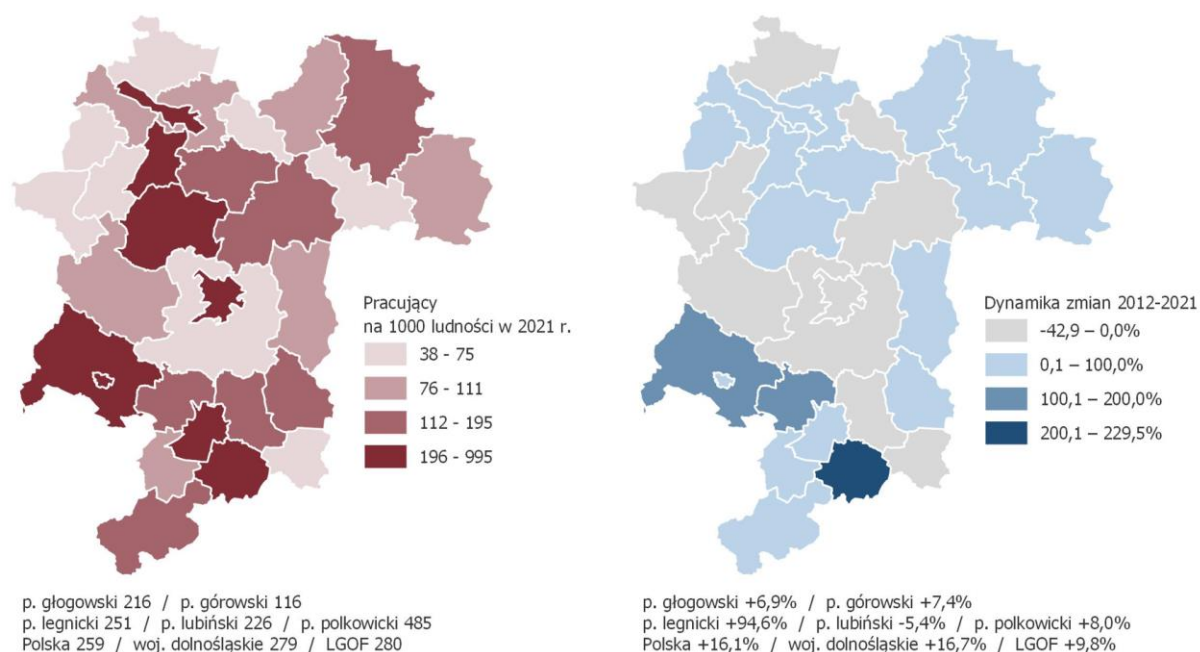 Pracujący
na 1000 ludności w 2021 r.
38 - 75
76 - 111
112 - 195
196 - 995
p. głogowski 216 / p. górowski 116
p. legnicki 251 / p. lubiński 226 / p. polkowicki 485
Polska 259 / woj. dolnośląskie 279 / LGOF 280
Dynamika zmian 2012-2021
-42,9 – 0,0%
0,1 – 100,0%
100,1 – 200,0%
200,1 – 229,5%
p. głogowski +6,9% / p. górowski +7,4%
p. legnicki +94,6% / p. lubiński -5,4% / p. polkowicki +8,0%
Polska +16,1% / woj. dolnośląskie +16,7% / LGOF +9,8%